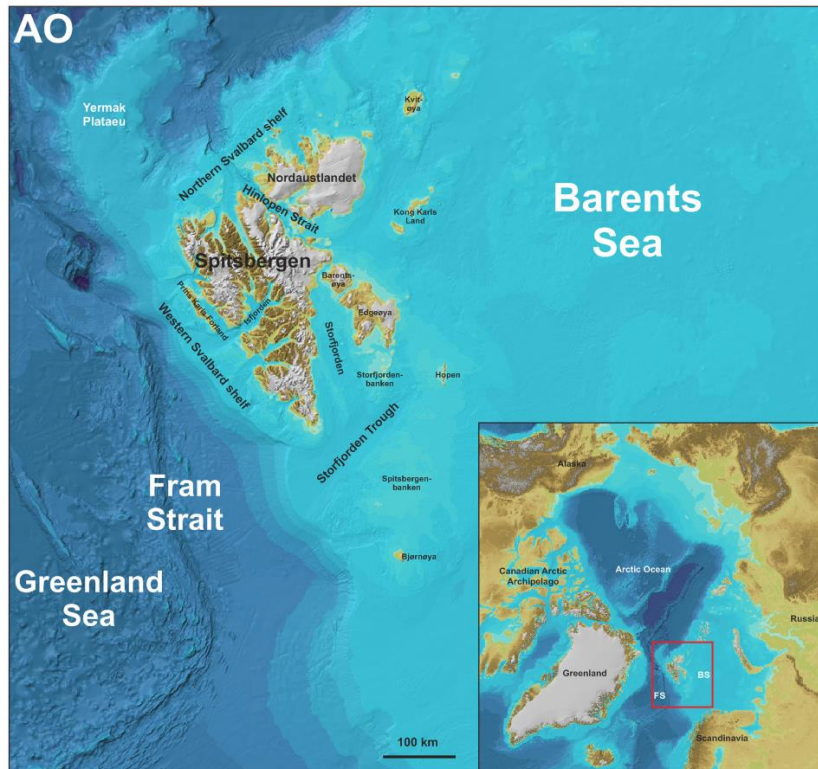 AO
Yermak
Plataeu
Kvit-
øya
Northern Svalbard shelf
Nordaustlandet
Hinlopen Strait
Kong Karls
Land
Barents
Sea
Spitsbergen
Barents-
øya
Prins Karls Forland
Isfjorden
Edgeøya
Western Svalbard shelf
Storfjorden
Storfjorden-
banken
Hopen
Storfjorden Trough
Spitsbergen-
banken
Fram
Strait
Bjørnøya
Greenland
Sea
100 km
Alaska
Canadian Arctic
Archipelago
Arctic Ocean
Russia
Greenland
BS
FS
Scandinavia